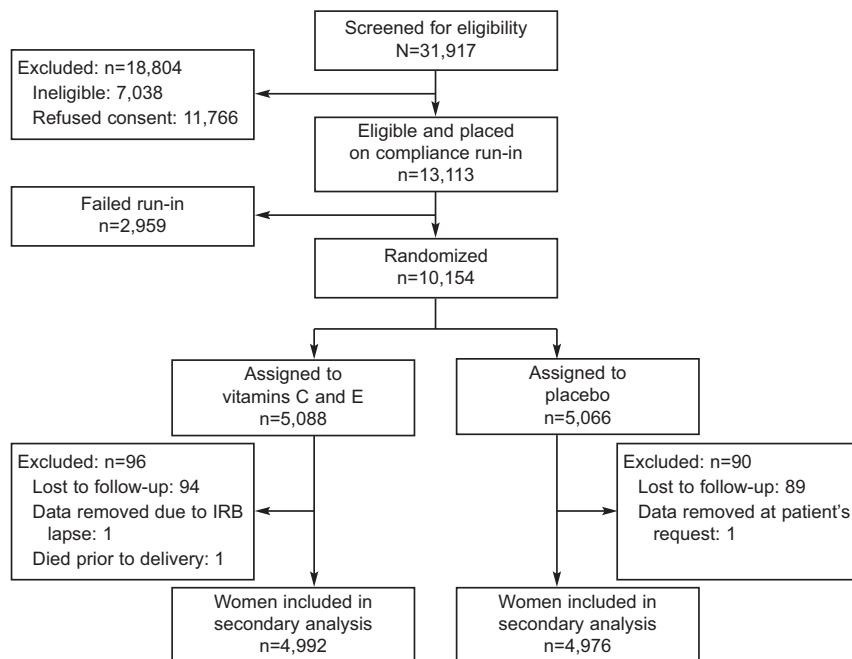 Screened for eligibility
N=31,917
Excluded: n=18,804
Ineligible: 7,038
Refused consent: 11,766
Eligible and placed
on compliance run-in
n=13,113
Failed run-in
n=2,959
Randomized
n=10,154
Assigned to
vitamins C and E
n=5,088
Assigned to
placebo
n=5,066
Excluded: n=96
Lost to follow-up: 94
Data removed due to IRB
lapse: 1
Died prior to delivery: 1
Excluded: n=90
Lost to follow-up: 89
Data removed at patient's
request: 1
Women included in
secondary analysis
n=4,992
Women included in
secondary analysis
n=4,976